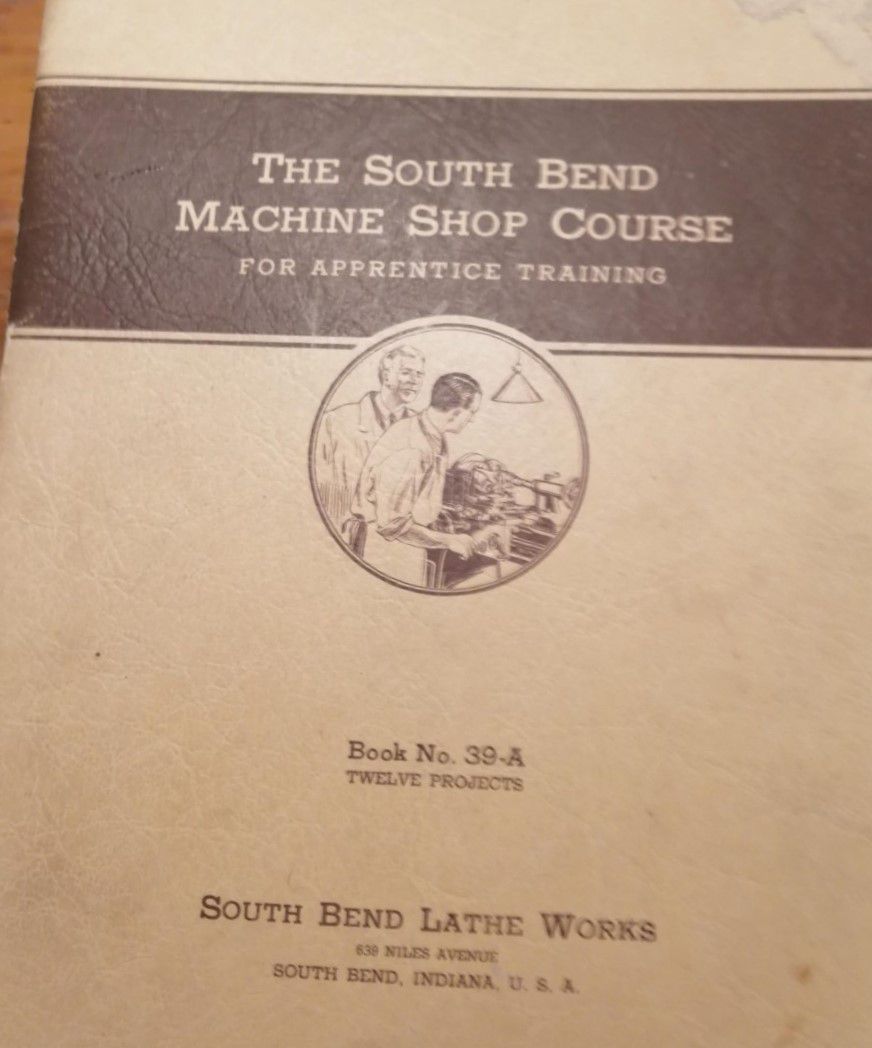 THE SOUTH BEND
MACHINE SHOP COURSE
FOR APPRENTICE TRAINING
Book No. 39-A
TWELVE PROJECTS
SOUTH BEND LATHE WORKS
639 NILES AVENUE
SOUTH BEND, INDIANA, U. S. A.